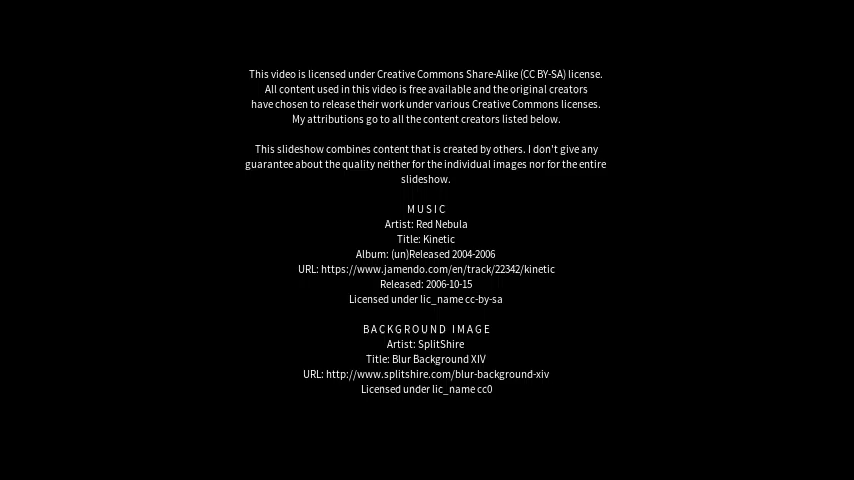 This video is licensed under Creative Commons Share-Alike (CC BY-SA) license.
All content used in this video is free available and the original creators
have chosen to release their work under various Creative Commons licenses.
My attributions go to all the content creators listed below.
This slideshow combines content that is created by others. I don't give any
guarantee about the quality neither for the individual images nor for the entire
slideshow.
MUSIC
Artist: Red Nebula
Title: Kinetic
Album: (un)Released 2004-2006
URL: https://www.jamendo.com/en/track/22342/kinetic
Released: 2006-10-15
Licensed under lic_name cc-by-sa
BACKGROUND IMAGE
Artist: SplitShire
Title: Blur Background XIV
URL: http://www.splitshire.com/blur-background-xiv
Licensed under lic_name cc0